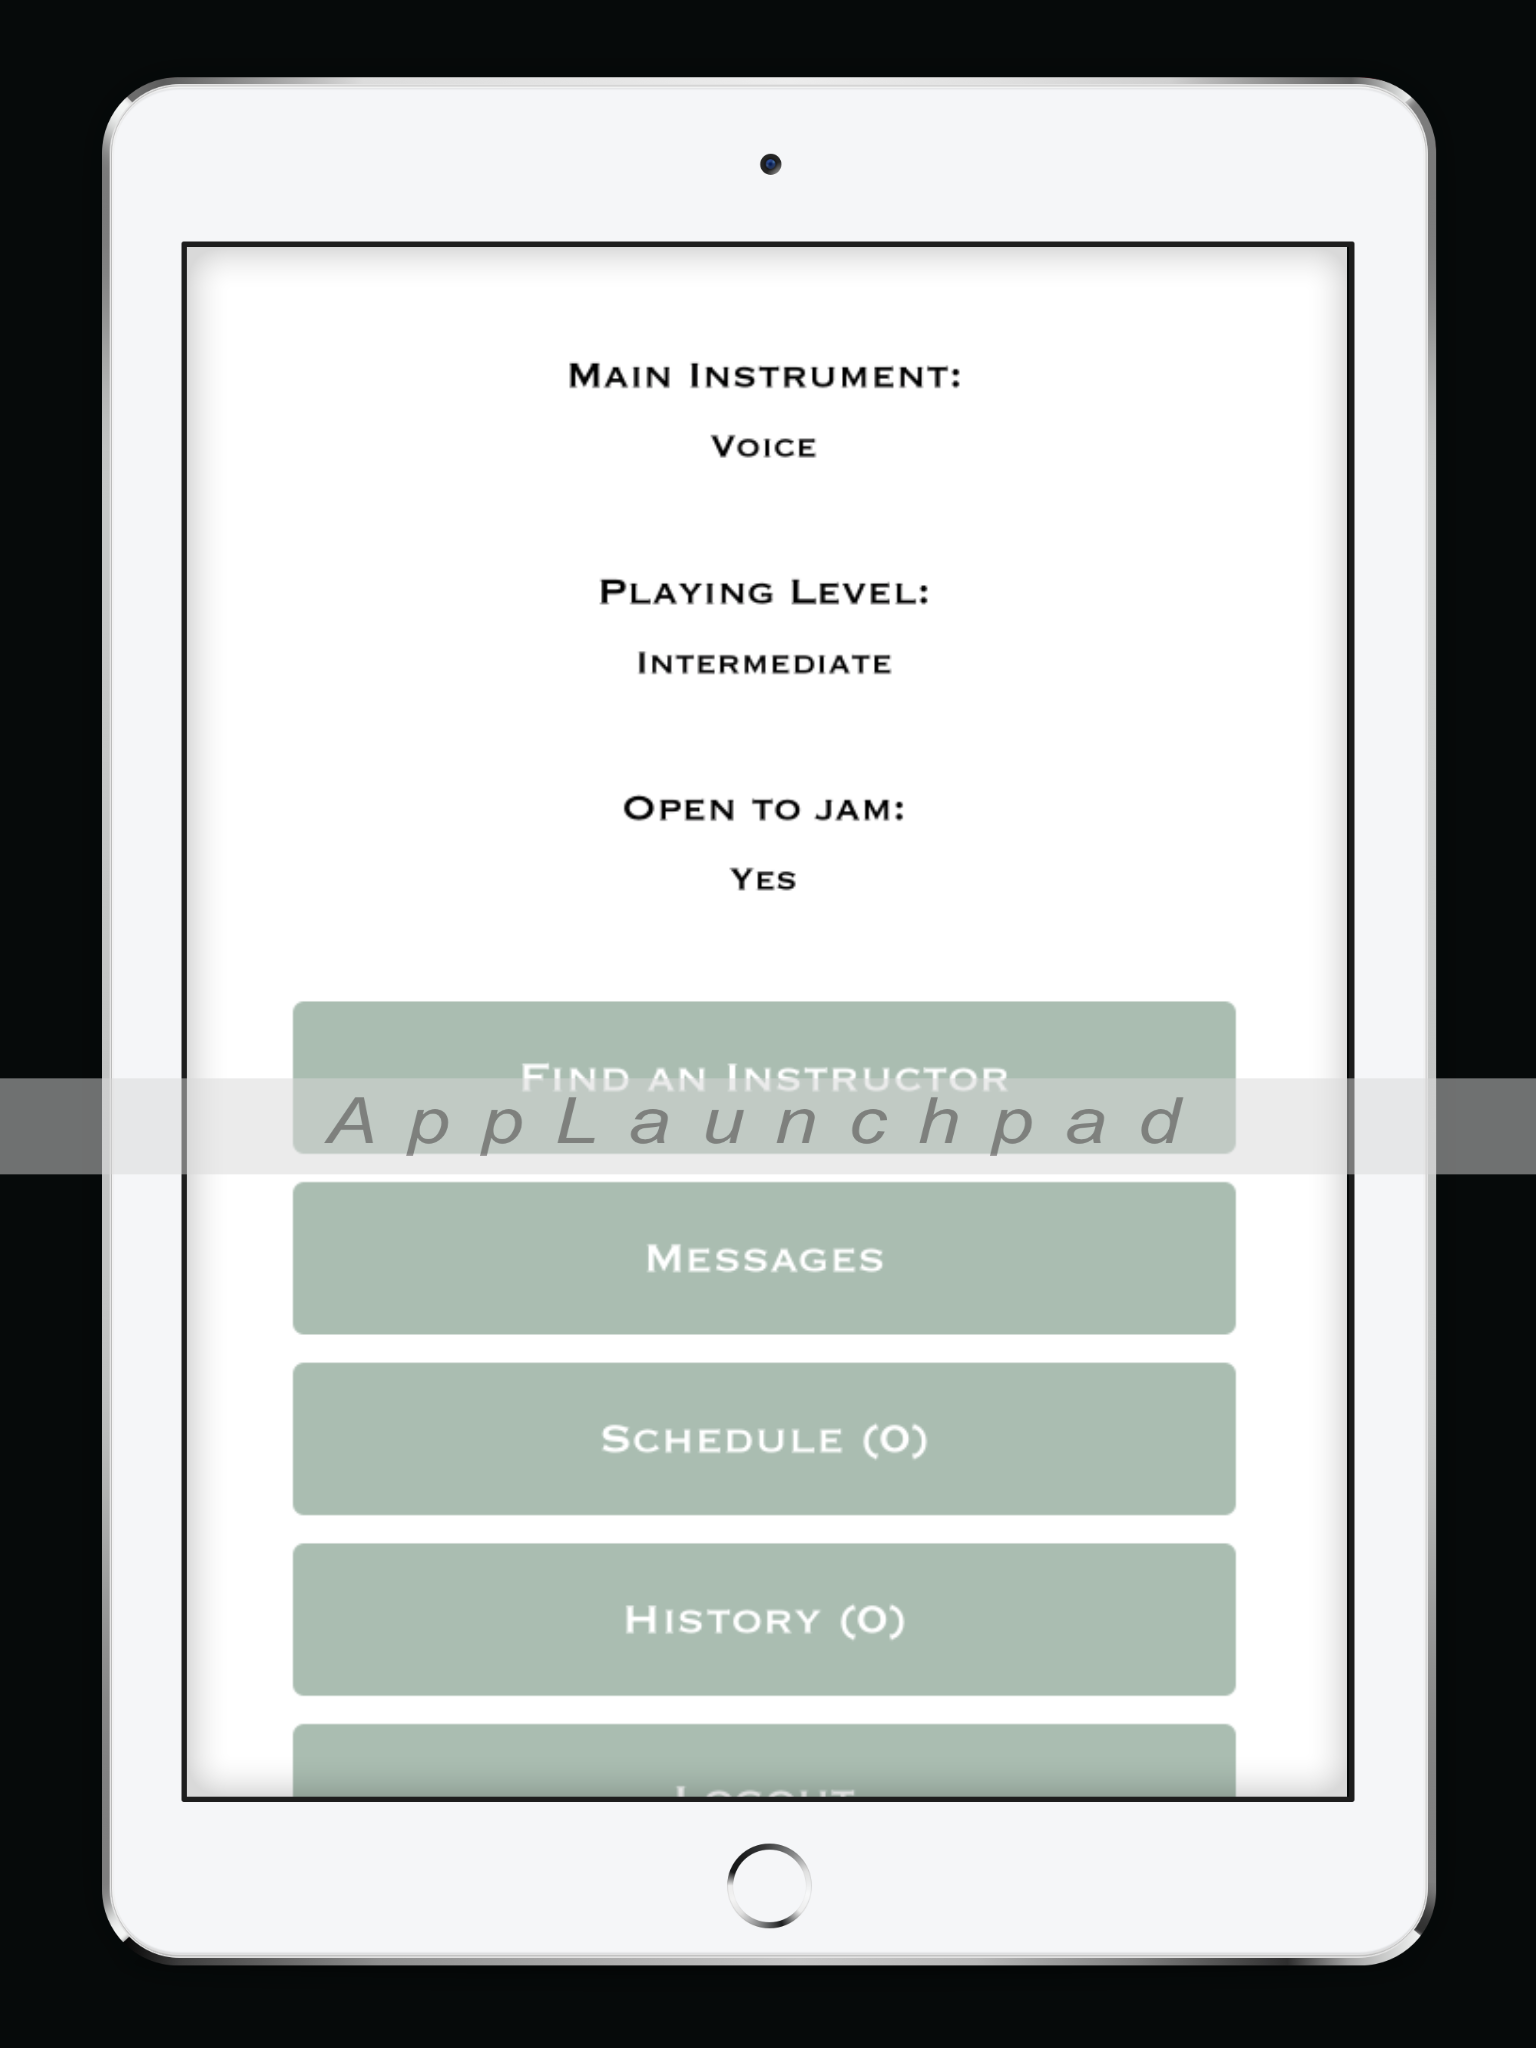 Main Instrument:
Voice
Playing Level:
Intermediate
Open to jam:
Yes
Find an Instructor
AppLaunchpad
Messages
Schedule (0)
History (0)
Logout